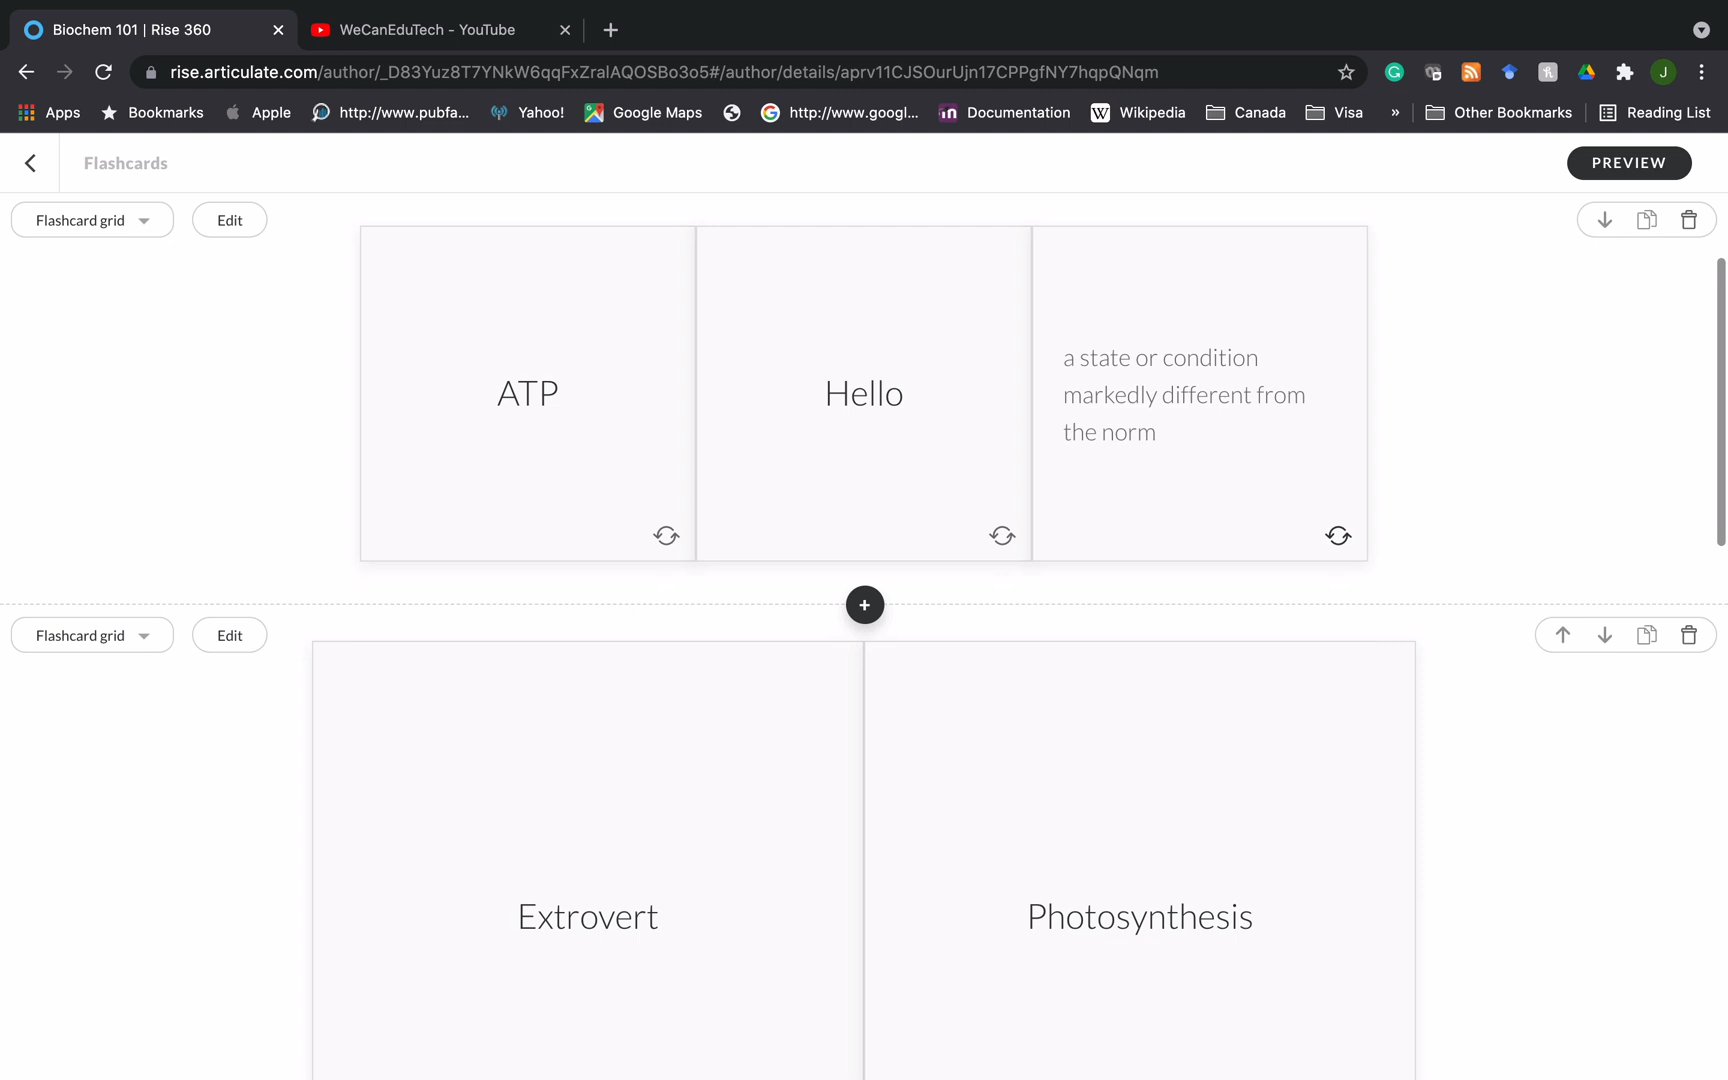 Biochem 101 | Rise 360
WeCanEduTech - YouTube
rise.articulate.com/author/_D83Yuz8T7YNkW6qqFxZralAQOSBo3o5#/author/details/aprv11CJSOurUjn17CPPgfNY7hqpQNqm
J
Apps
Bookmarks
Apple
http://www.pubfa...
Yahoo!
Google Maps
http://www.googl...
Documentation
Wikipedia
Canada
Visa
»
Other Bookmarks
Reading List
Flashcards
PREVIEW
Flashcard grid
Edit
ATP
Hello
a state or condition
markedly different from
the norm
Flashcard grid
Edit
Extrovert
Photosynthesis